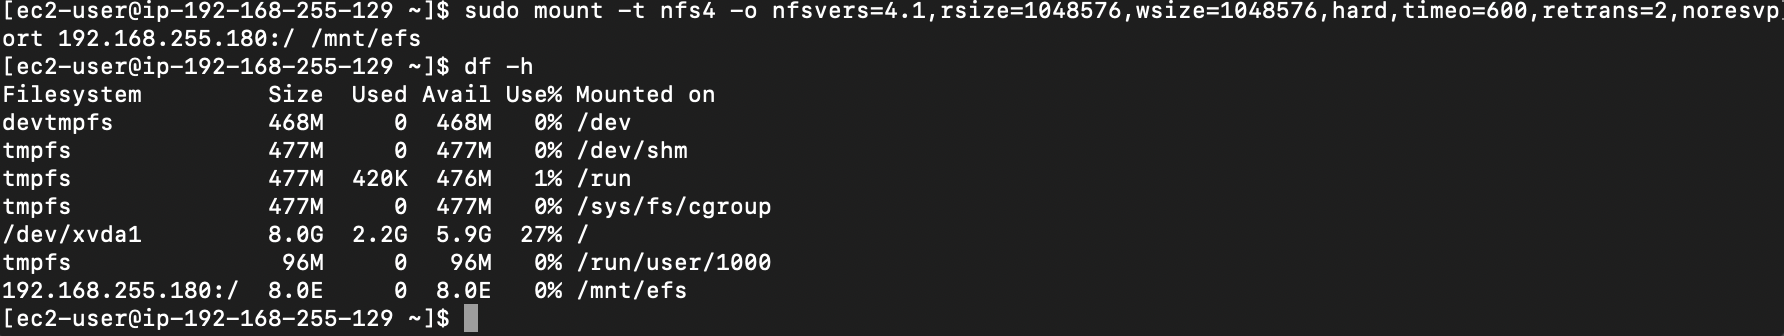 [ec2-user@ip-192-168-255-129 ~]$ sudo mount -t nfs4 -o nfsvers=4.1,rsize=1048576,wsize=1048576,hard,timeo=600,retrans=2,noresvp
ort 192.168.255.180:/ /mnt/efs
[ec2-user@ip-192-168-255-129 ~]$ df -h
Filesystem         Size  Used Avail Use% Mounted on
devtmpfs           468M     0  468M   0% /dev
tmpfs              477M     0  477M   0% /dev/shm
tmpfs              477M  420K  476M   1% /run
tmpfs              477M     0  477M   0% /sys/fs/cgroup
/dev/xvda1         8.0G  2.2G  5.9G  27% /
tmpfs               96M     0   96M   0% /run/user/1000
192.168.255.180:/  8.0E     0  8.0E   0% /mnt/efs
[ec2-user@ip-192-168-255-129 ~]$